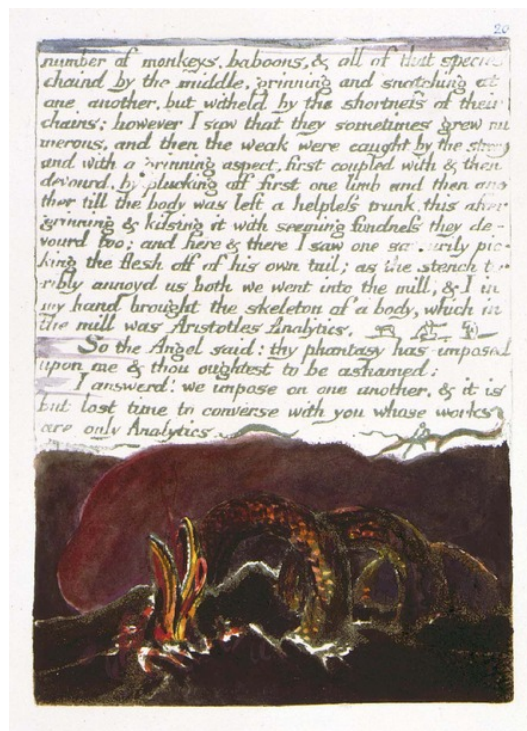 20
number of monkeys, baboons, & all of that species
chaind by the middle, grinning and snatching at
one another, but witheld by the shortness of their
chains: however I saw that they sometimes grew nu
merous, and then the weak were caught by the strong
and with a grinning aspect, first coupled with & then
devourd, by plucking off first one limb and then ano
ther till the body was left a helpless trunk. this after
grinning & kissing it with seeming fondness they de-
vourd too; and here & there I saw one savourily pic-
king the flesh off of his own tail; as the stench ter-
ribly annoyd us both we went into the mill, & I in
my hand brought the skeleton of a body, which in
the mill was Aristotles Analytics.
So the Angel said: thy phantasy has imposed
upon me & thou oughtest to be ashamed:
I answerd: we impose on one another, & it is
but lost time to converse with you whose works
are only Analytics